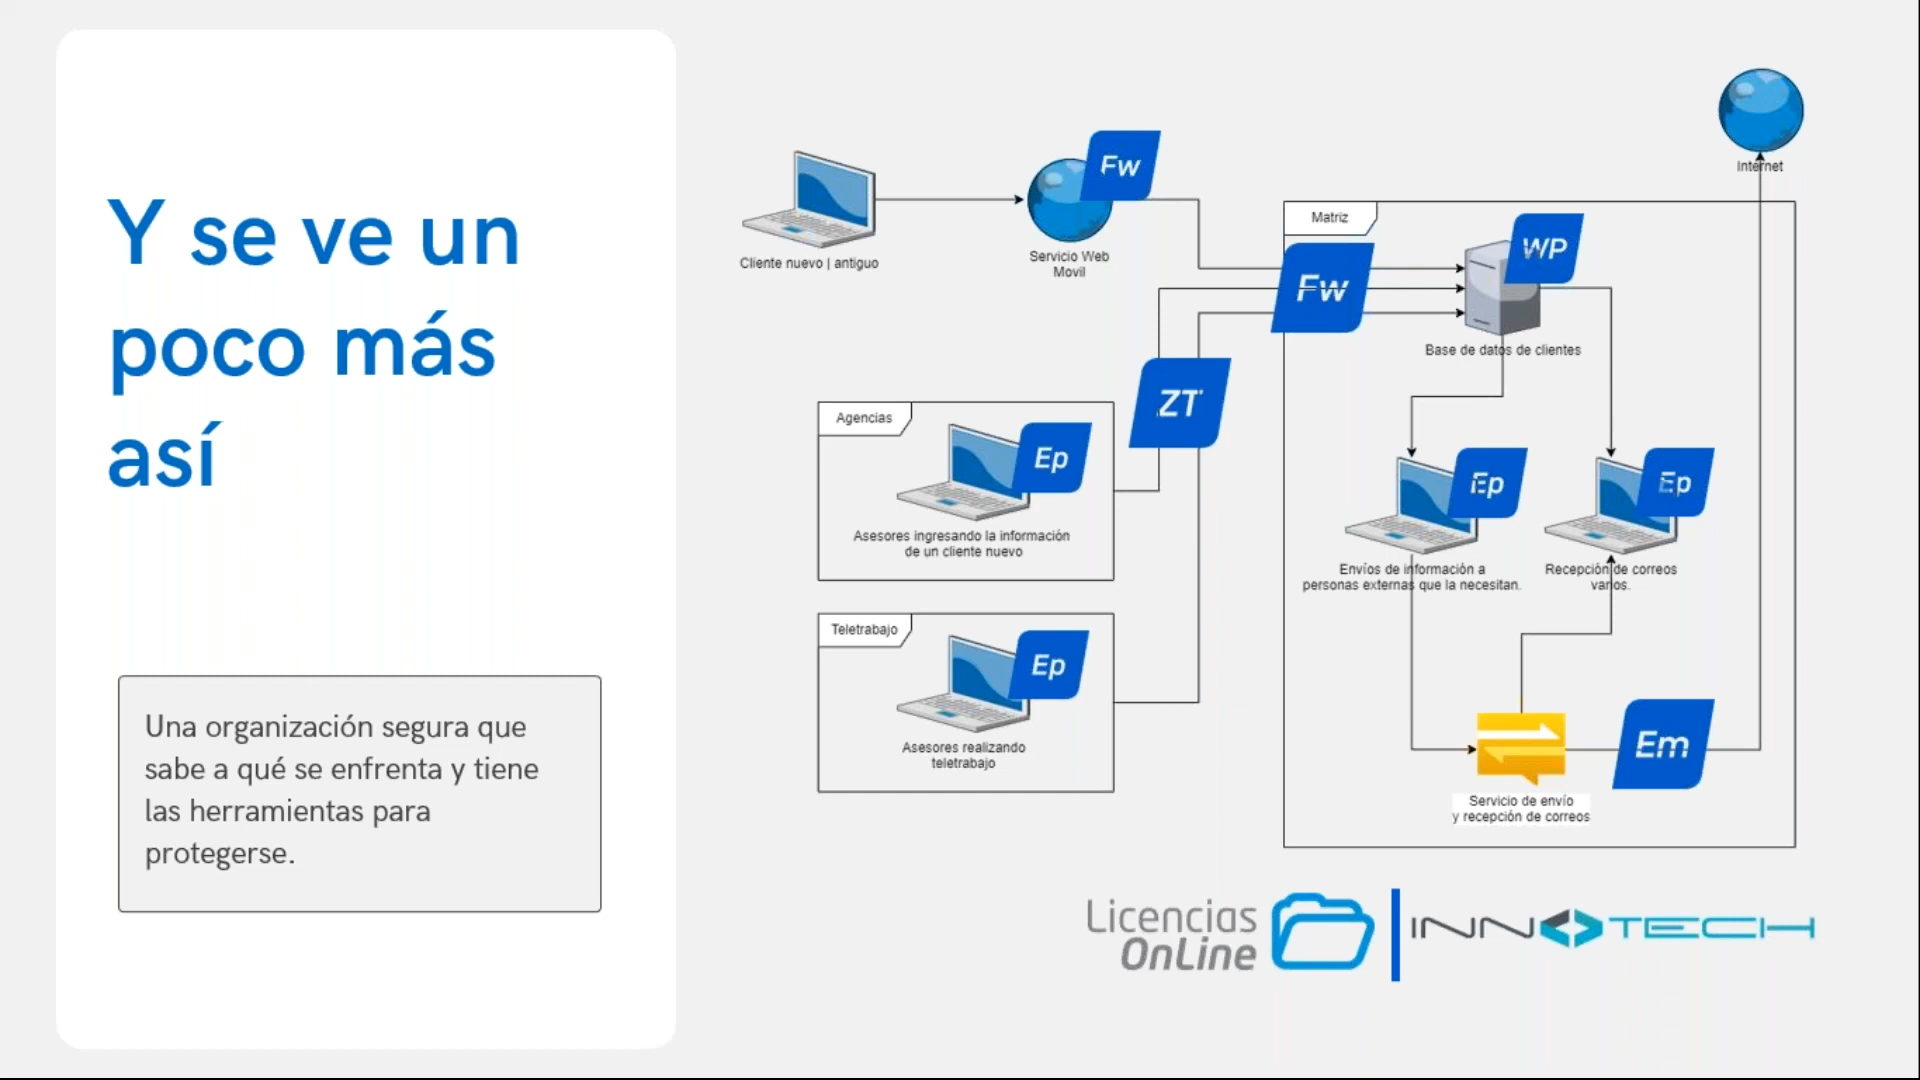 Y se ve un
poco más
así
Una organización segura que
sabe a qué se enfrenta y tiene
las herramientas para
protegerse.
Internet
Fw
Cliente nuevo | antiguo
Servicio Web
Movil
Matriz
WP
Fw
Base de datos de clientes
ZT
Agencias
Ep
Asesores ingresando la información
de un cliente nuevo
Ep
Ep
Envíos de información a
personas externas que la necesitan.
Recepción de correos
varios.
Teletrabajo
Ep
Asesores realizando
teletrabajo
Em
Servicio de envío
y recepción de correos
Licencias
OnLine
INNOTECH